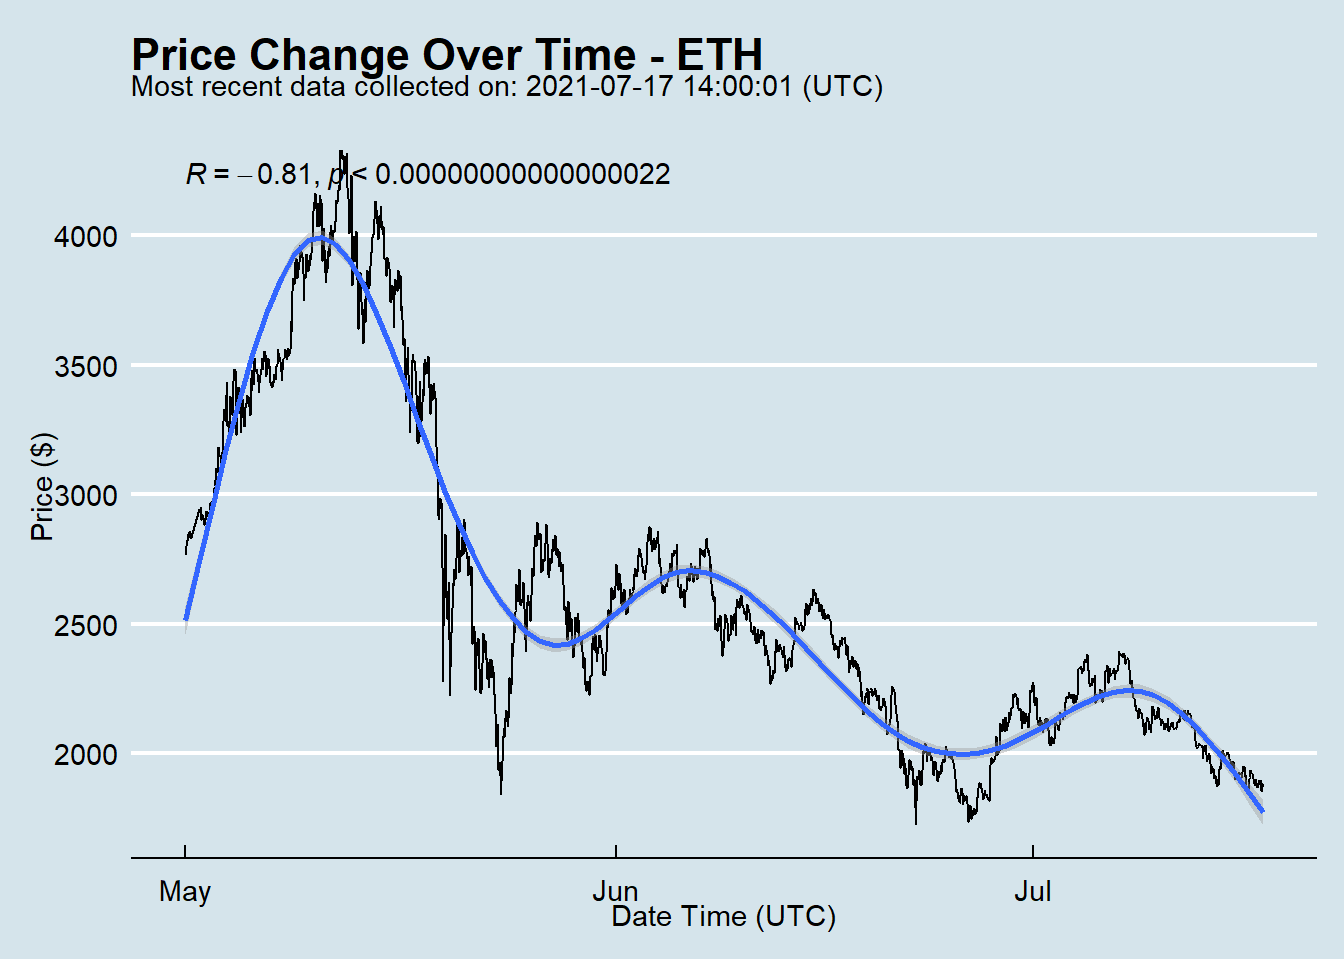 Price Change Over Time - ETH
Most recent data collected on: 2021-07-17 14:00:01 (UTC)
R = −0.81, p < 0.00000000000000022
4000
3500
3000
2500
2000
Price ($)
May
Jun
Jul
Date Time (UTC)